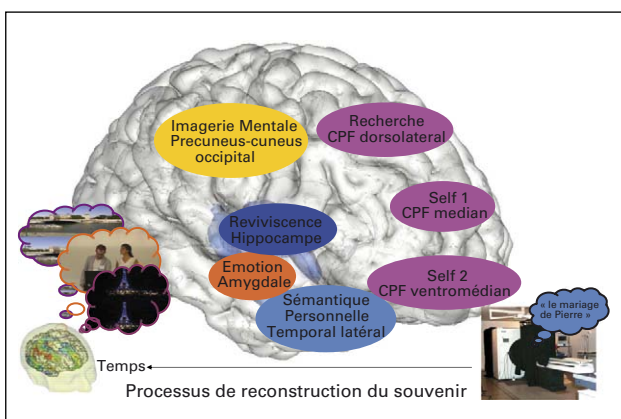 Imagerie Mentale
Precuneus-cuneus
occipital
Recherche
CPF dorsolateral
Self 1
CPF median
Reviviscence
Hippocampe
Emotion
Amygdale
Self 2
CPF ventromédian
Sémantique
Personnelle
Temporal latéral
« le mariage
de Pierre »
Temps
Processus de reconstruction du souvenir